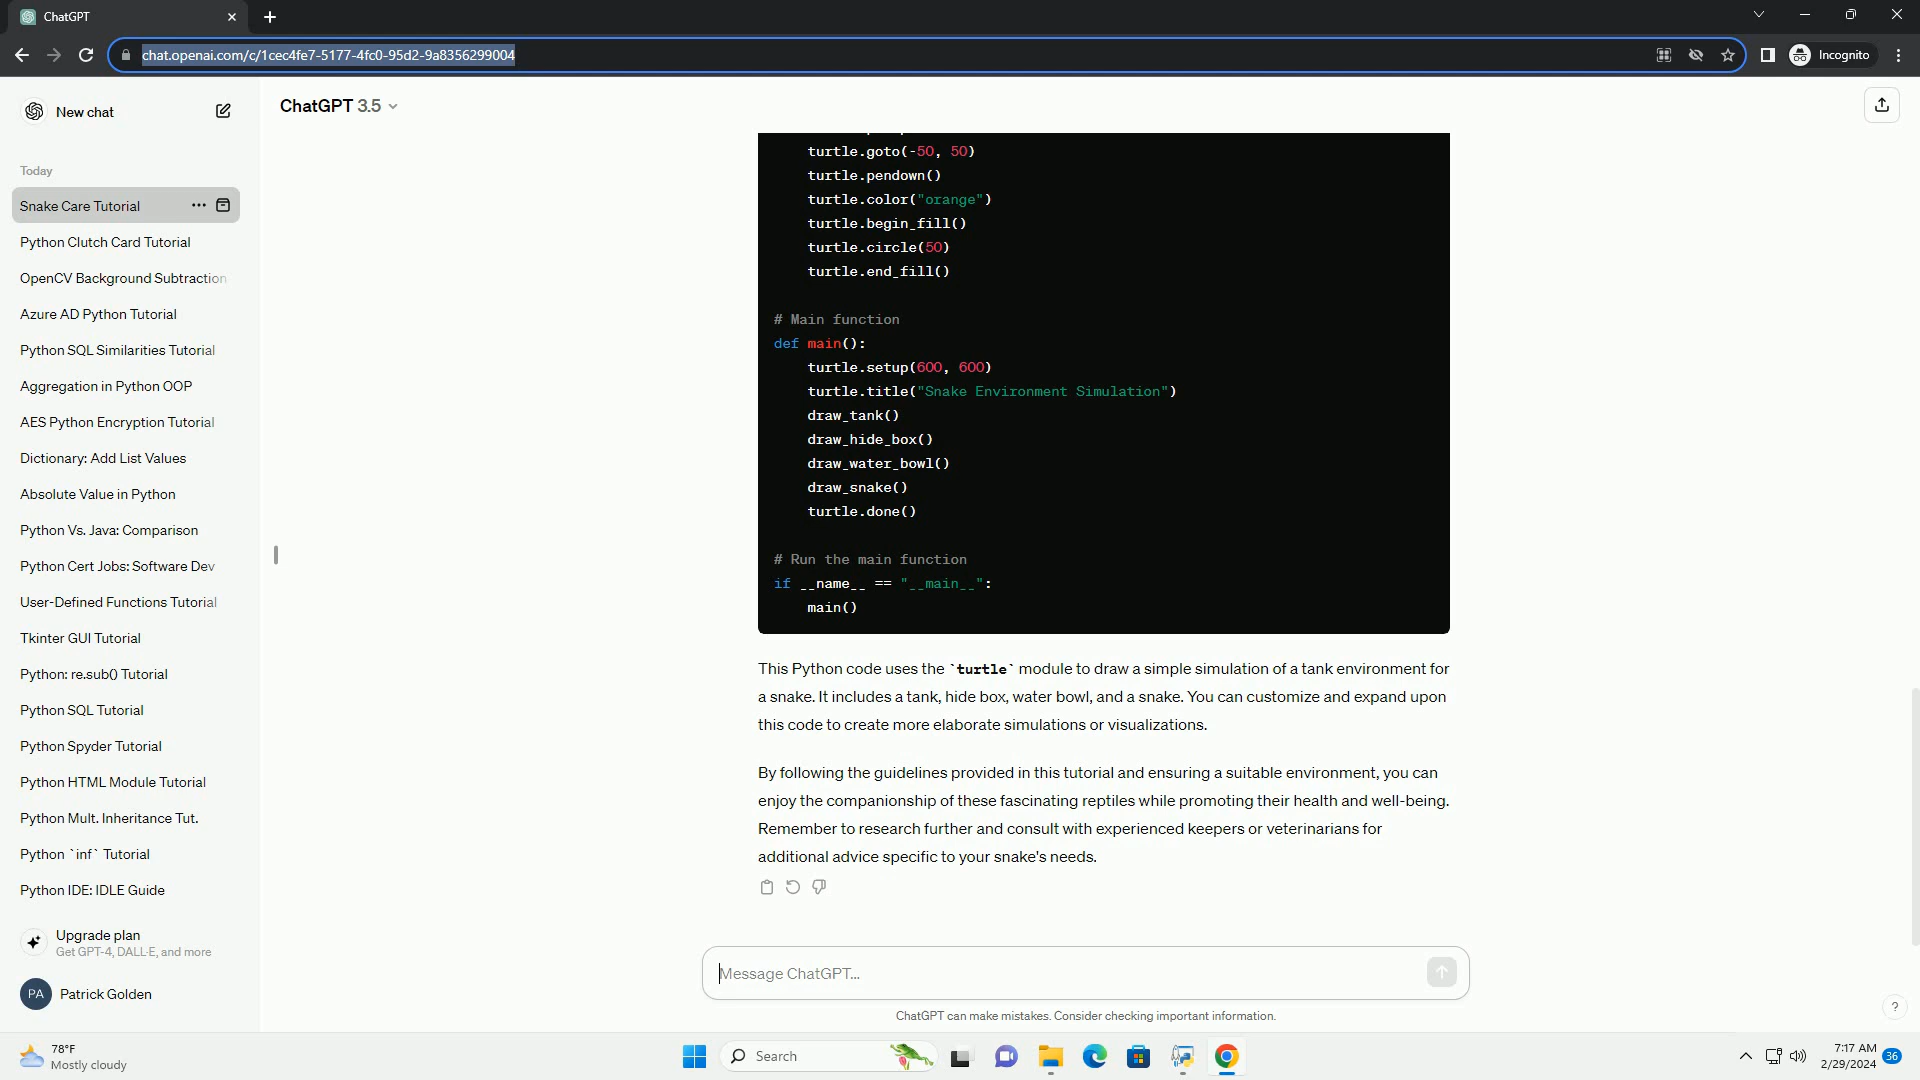 ChatGPT
chat.openai.com/c/1cec4fe7-5177-4fc0-95d2-9a8356299004
Incognito
New chat
Today
Snake Care Tutorial
Python Clutch Card Tutorial
OpenCV Background Subtraction
Azure AD Python Tutorial
Python SQL Similarities Tutorial
Aggregation in Python OOP
AES Python Encryption Tutorial
Dictionary: Add List Values
Absolute Value in Python
Python Vs. Java: Comparison
Python Cert Jobs: Software Dev
User-Defined Functions Tutorial
Tkinter GUI Tutorial
Python: re.sub() Tutorial
Python SQL Tutorial
Python Spyder Tutorial
Python HTML Module Tutorial
Python Mult. Inheritance Tut.
Python `inf` Tutorial
Python IDE: IDLE Guide
Upgrade plan
Get GPT-4, DALL·E, and more
PA Patrick Golden
ChatGPT 3.5
turtle.goto(-50, 50)
turtle.pendown()
turtle.color("orange")
turtle.begin_fill()
turtle.circle(50)
turtle.end_fill()
# Main function
def main():
turtle.setup(600, 600)
turtle.title("Snake Environment Simulation")
draw_tank()
draw_hide_box()
draw_water_bowl()
draw_snake()
turtle.done()
# Run the main function
if __name__ == "__main__":
main()
This Python code uses the `turtle` module to draw a simple simulation of a tank environment for
a snake. It includes a tank, hide box, water bowl, and a snake. You can customize and expand upon
this code to create more elaborate simulations or visualizations.
By following the guidelines provided in this tutorial and ensuring a suitable environment, you can
enjoy the companionship of these fascinating reptiles while promoting their health and well-being.
Remember to research further and consult with experienced keepers or veterinarians for
additional advice specific to your snake's needs.
Message ChatGPT...
ChatGPT can make mistakes. Consider checking important information.
?
78°F
Mostly cloudy
Search
7:17 AM
2/29/2024
36